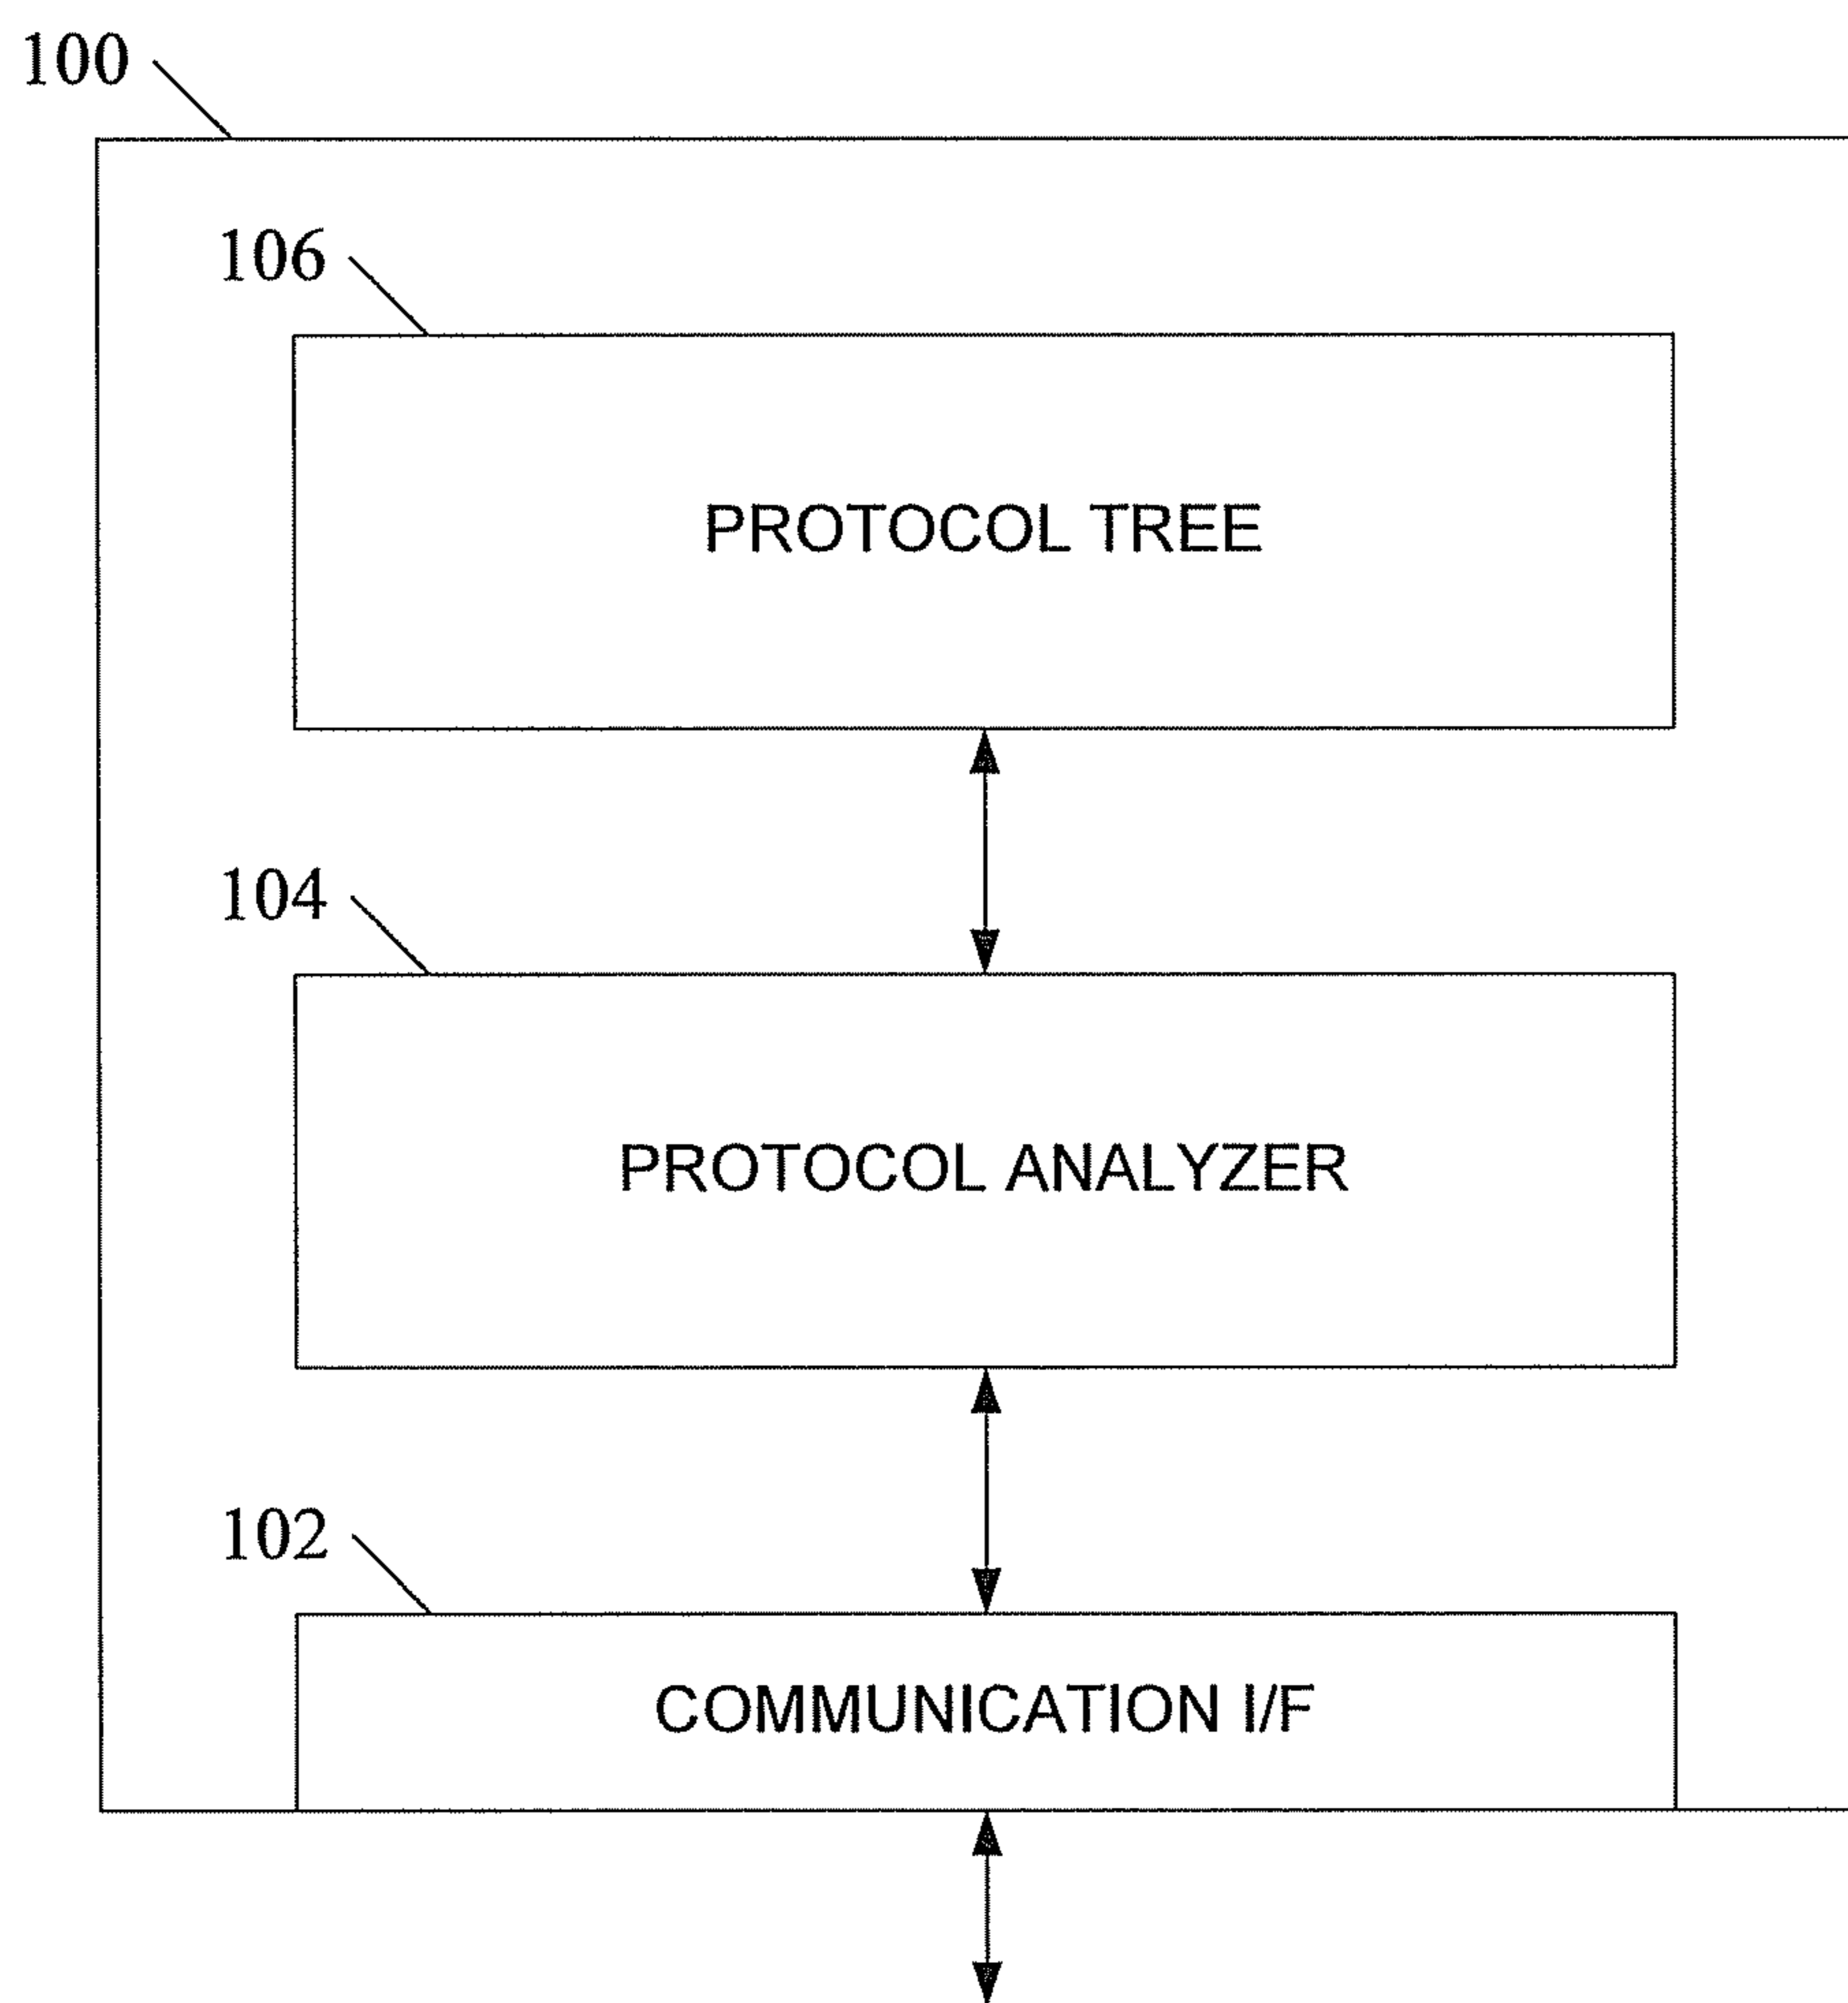 100
106
PROTOCOL TREE
104
PROTOCOL ANALYZER
102
COMMUNICATION I/F